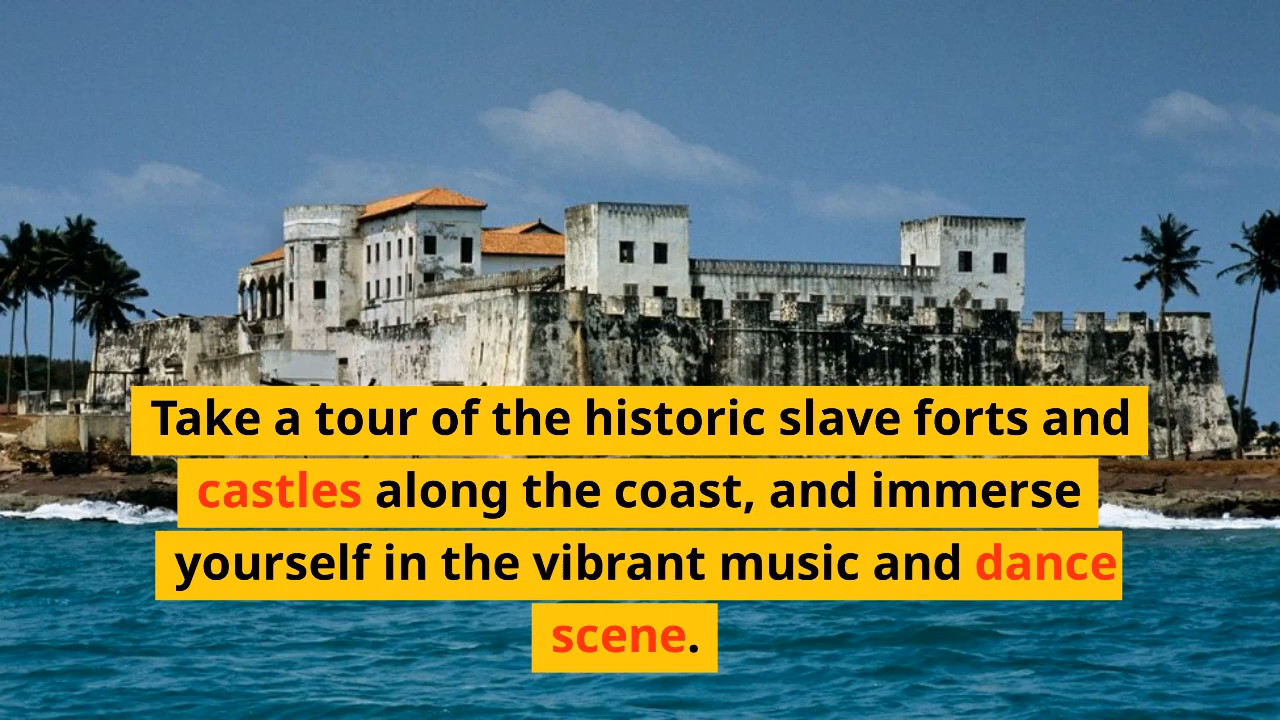 Take a tour of the historic slave forts and
castles along the coast, and immerse
yourself in the vibrant music and dance
scene.